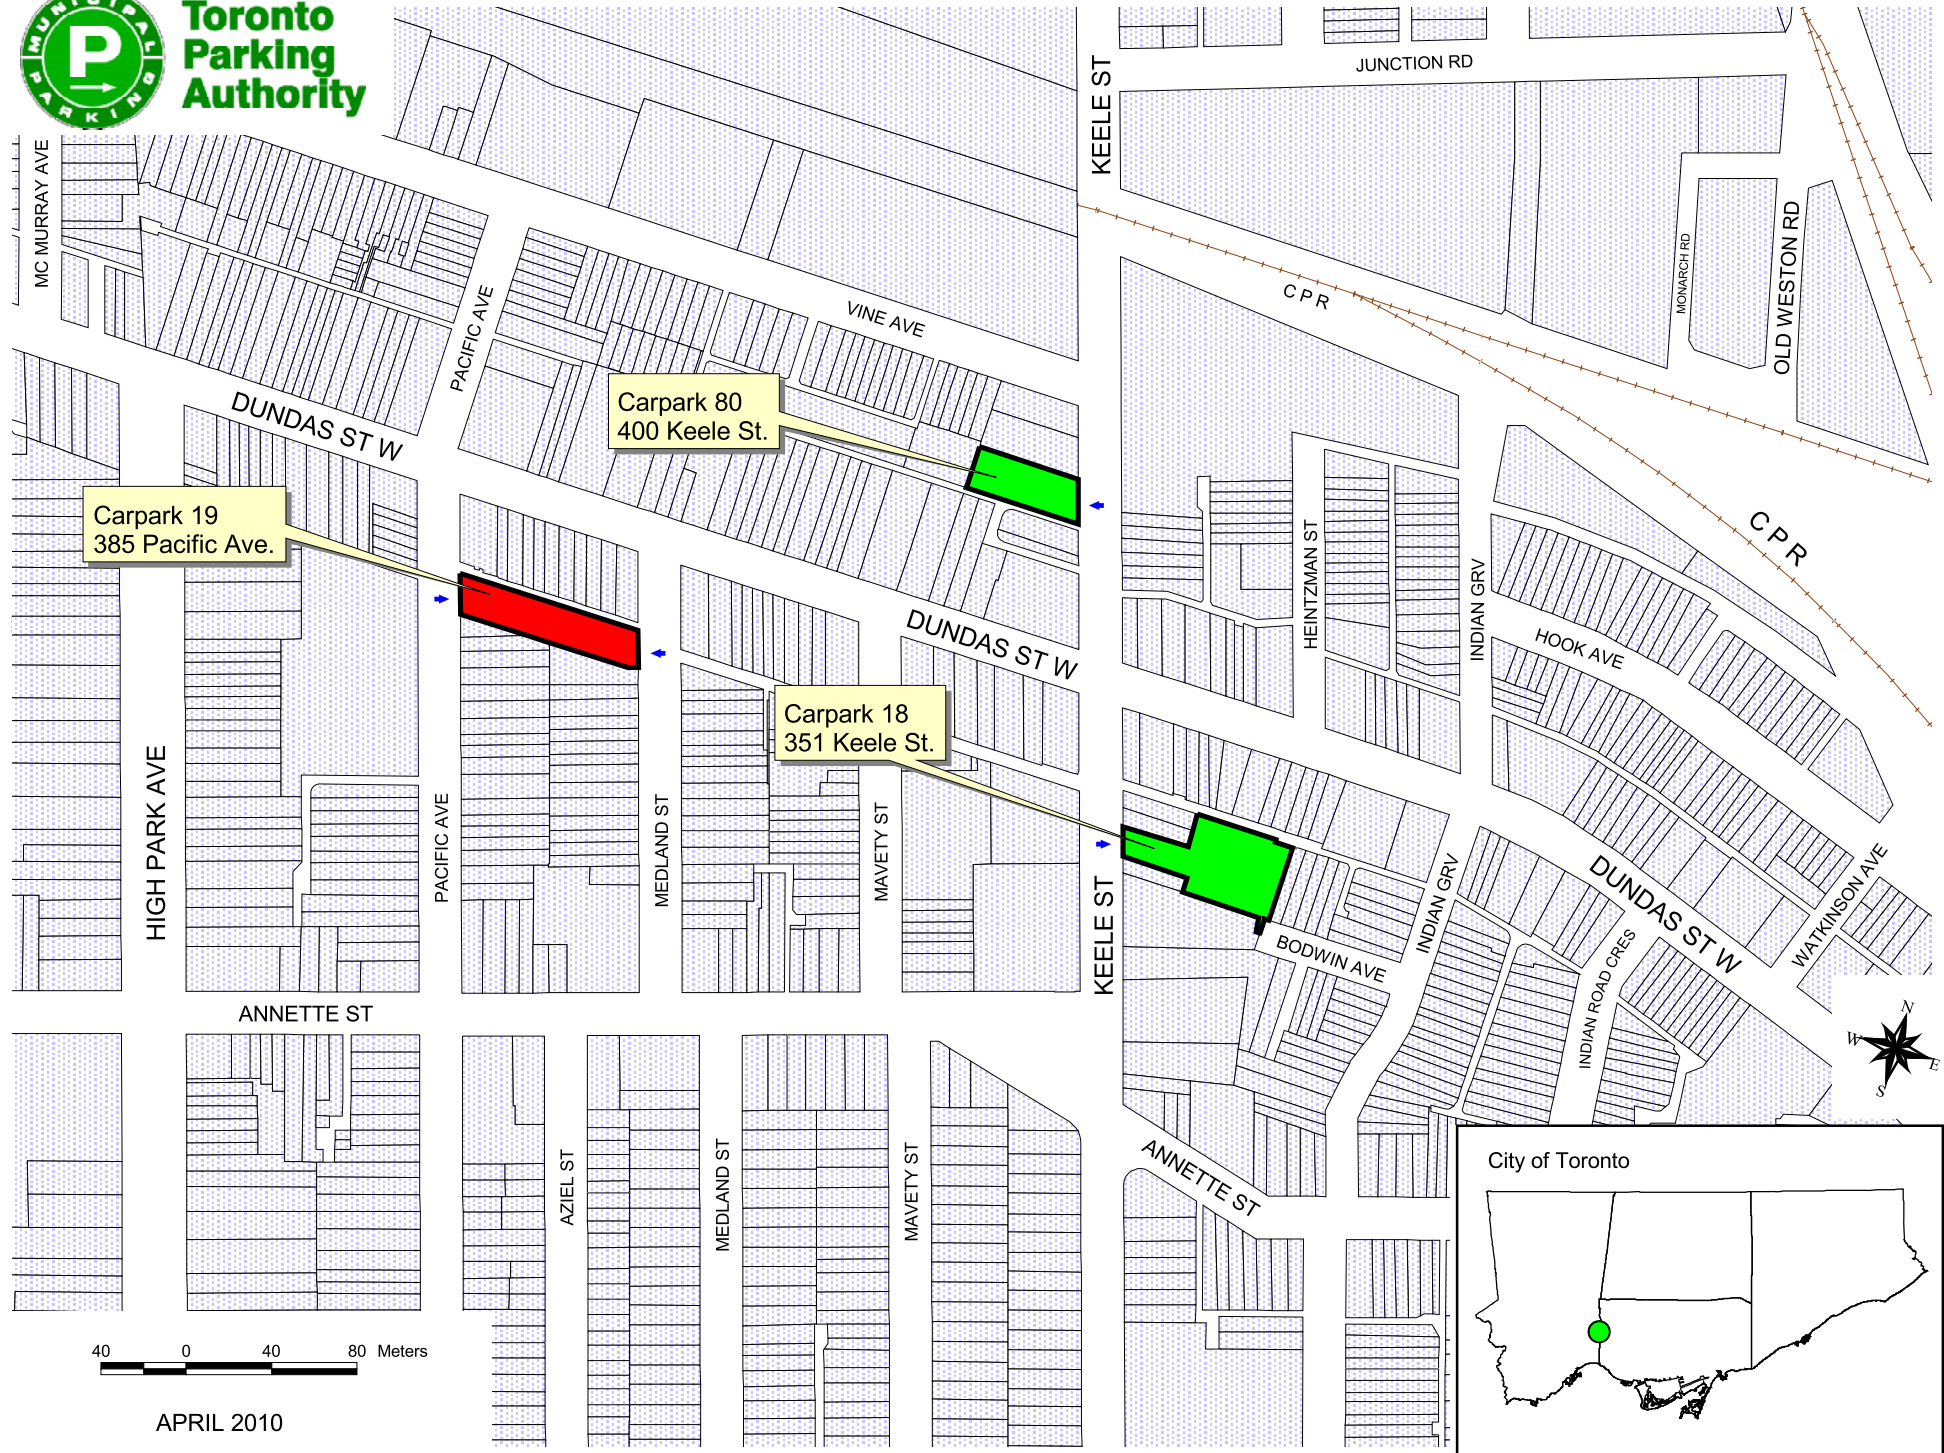 MUNICIPAL
P
PARKING
Toronto
Parking
Authority
KEELE ST
JUNCTION RD
MC MURRAY AVE
PACIFIC AVE
VINE AVE
C P R
MONARCH RD
OLD WESTON RD
DUNDAS ST W
Carpark 80
400 Keele St.
Carpark 19
385 Pacific Ave.
C P R
HEINTZMAN ST
INDIAN GRV
HOOK AVE
DUNDAS ST W
Carpark 18
351 Keele St.
HIGH PARK AVE
PACIFIC AVE
MEDLAND ST
MAVETY ST
KEELE ST
INDIAN GRV
BODWIN AVE
DUNDAS ST W
WATKINSON AVE
INDIAN ROAD CRES
ANNETTE ST
N
W
E
S
AZIEL ST
MEDLAND ST
MAVETY ST
ANNETTE ST
City of Toronto
40 0 40 80 Meters
APRIL 2010